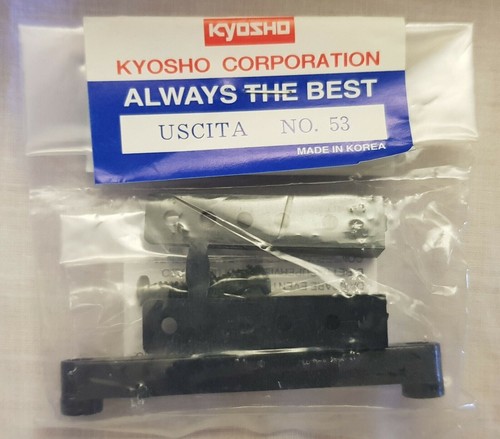 KYOSHO
KYOSHO CORPORATION
ALWAYS THE BEST
USCITA NO. 53
MADE IN KOREA